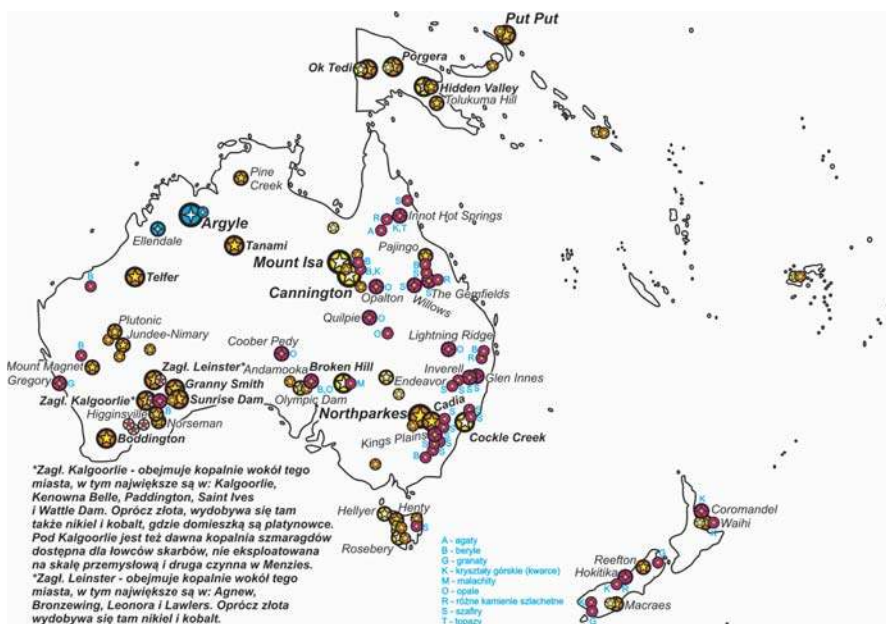 Put Put
Porgera
Ok Tedi
Hidden Valley
Tolukuma Hill
Pine
Creek
S
R
Innot Hot Springs
K,T
A
Argyle
Ellendale
Tanami
Pajingo
Mount Isa
B
B,K
R
S
R
B
Telfer
Cannington
O
S
S
The Gemfields
Opalton
Willows
Plutonic
Quilpie
O
Jundee-Nimary
Coober Pedy
O
Lightning Ridge
B
O
O
B
R
Mount Magnet
Zagł. Leinster*
Andamooka
Broken Hill
Inverell
Gregory
G
Granny Smith
M
Endeavor
Glen Innes
B,O
S
S
S
S
Zagł. Kalgoorlie*
Sunrise Dam
Olympic Dam
Cadia
Higginsville
B
Northparkes
S
S
Norseman
Boddington
Kings Plains
Cockle Creek
B
*Zagł. Kalgoorlie - obejmuje kopalnie wokół tego
miasta, w tym największe są w: Kalgoorlie,
Kenowna Belle, Paddington, Saint Ives
i Wattle Dam. Oprócz złota, wydobywa się tam
także nikiel i kobalt, gdzie domieszką są platynowce.
Pod Kalgoorlie jest też dawna kopalnia szmaragdów
dostępna dla łowców skarbów, nie eksploatowana
na skalę przemysłową i druga czynna w Menzies.
*Zagł. Leinster - obejmuje kopalnie wokół tego
miasta, w tym największe są w: Agnew,
Bronzewing, Leonora i Lawlers. Oprócz złota
wydobywa się tam nikiel i kobalt.
Hellyer
Henty
S
Rosebery
A - agaty
B - beryle
G - granaty
K - kryształy górskie (kwarce)
M - malachity
O - opale
R - różne kamienie szlachetne
S - szafiry
T - topazy
K
Coromandel
Waihi
Reefton
G
Hokitika
K
R
Macraes
G